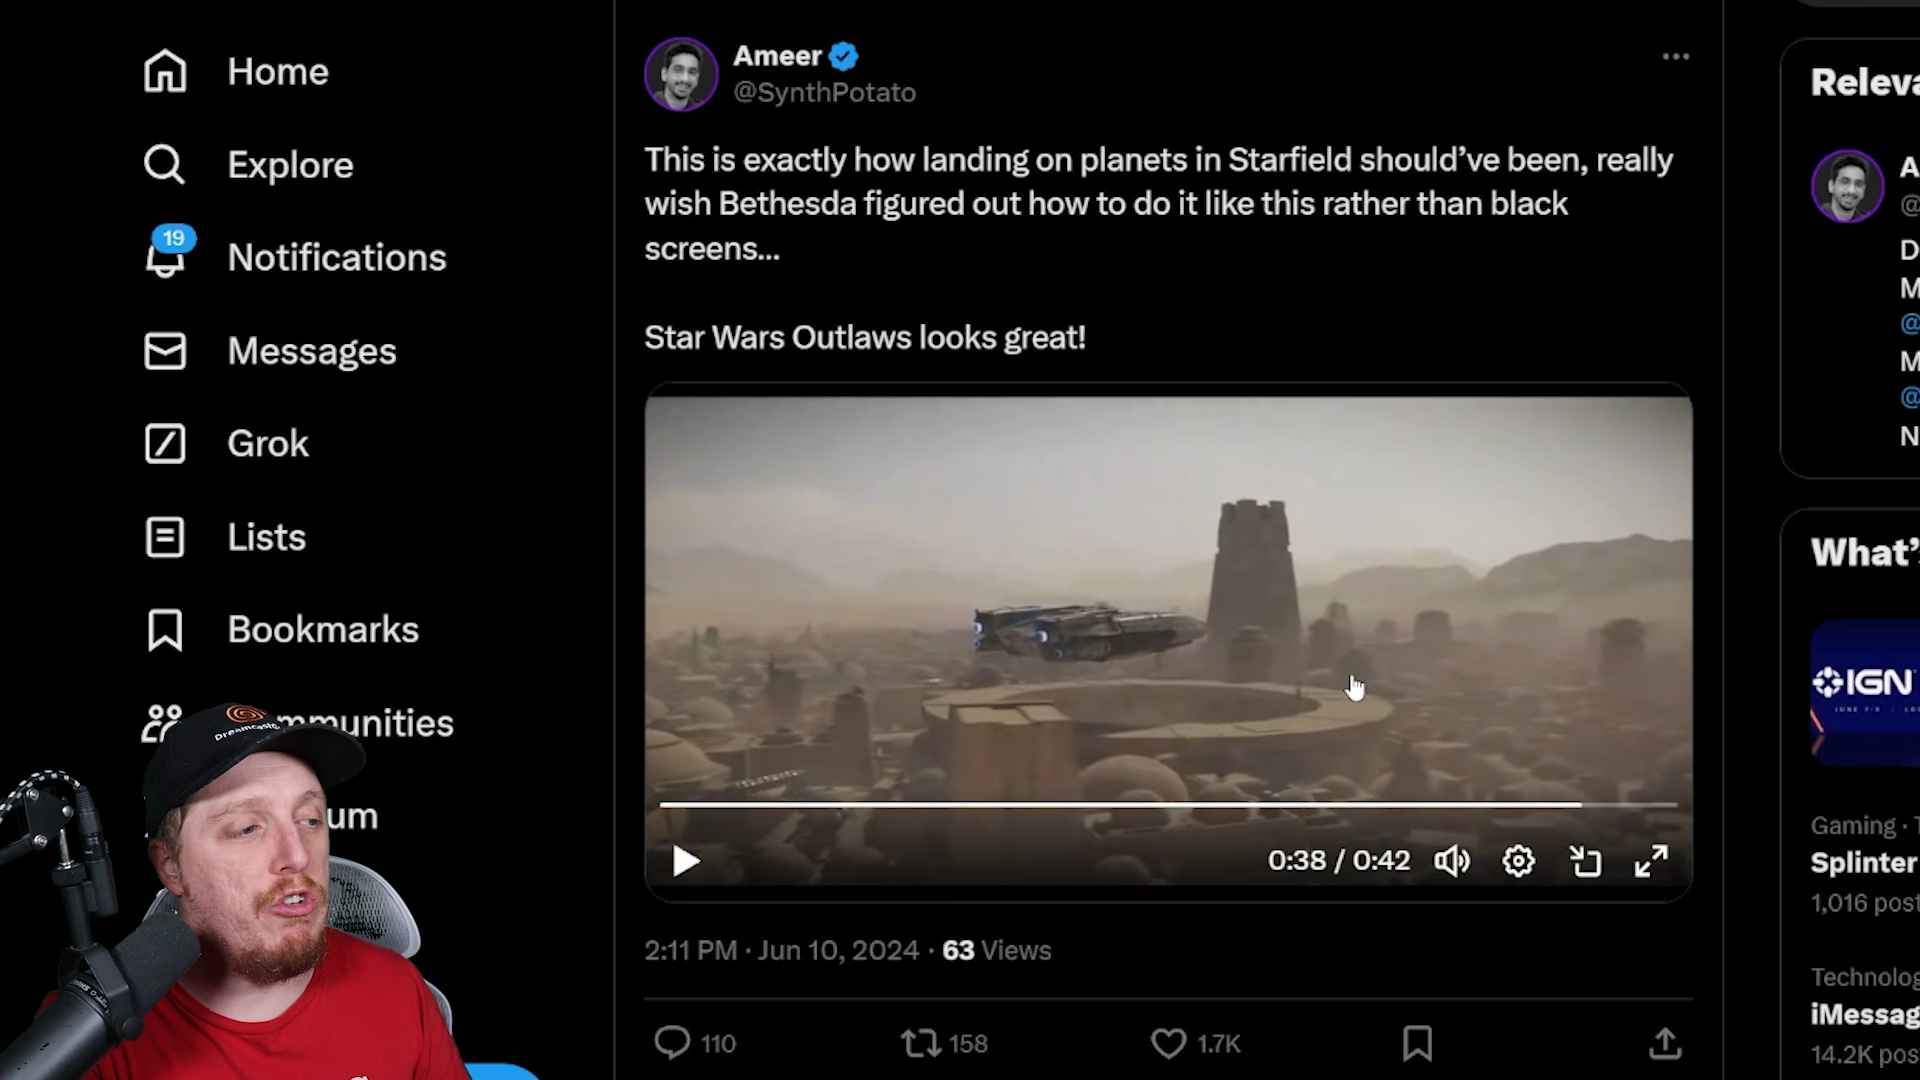 Home
Explore
19
Notifications
Messages
Grok
Lists
Bookmarks
mmunities
um
Dreamcast
Ameer
@SynthPotato
This is exactly how landing on planets in Starfield should've been, really
wish Bethesda figured out how to do it like this rather than black
screens...
Star Wars Outlaws looks great!
0:38 / 0:42
2:11 PM · Jun 10, 2024 · 63 Views
110
158
1.7K
Releva
A
@
D
M
@
M
@
N
What's
IGN
Gaming · T
Splinter
1,016 post
Technolog
iMessag
14.2K pos